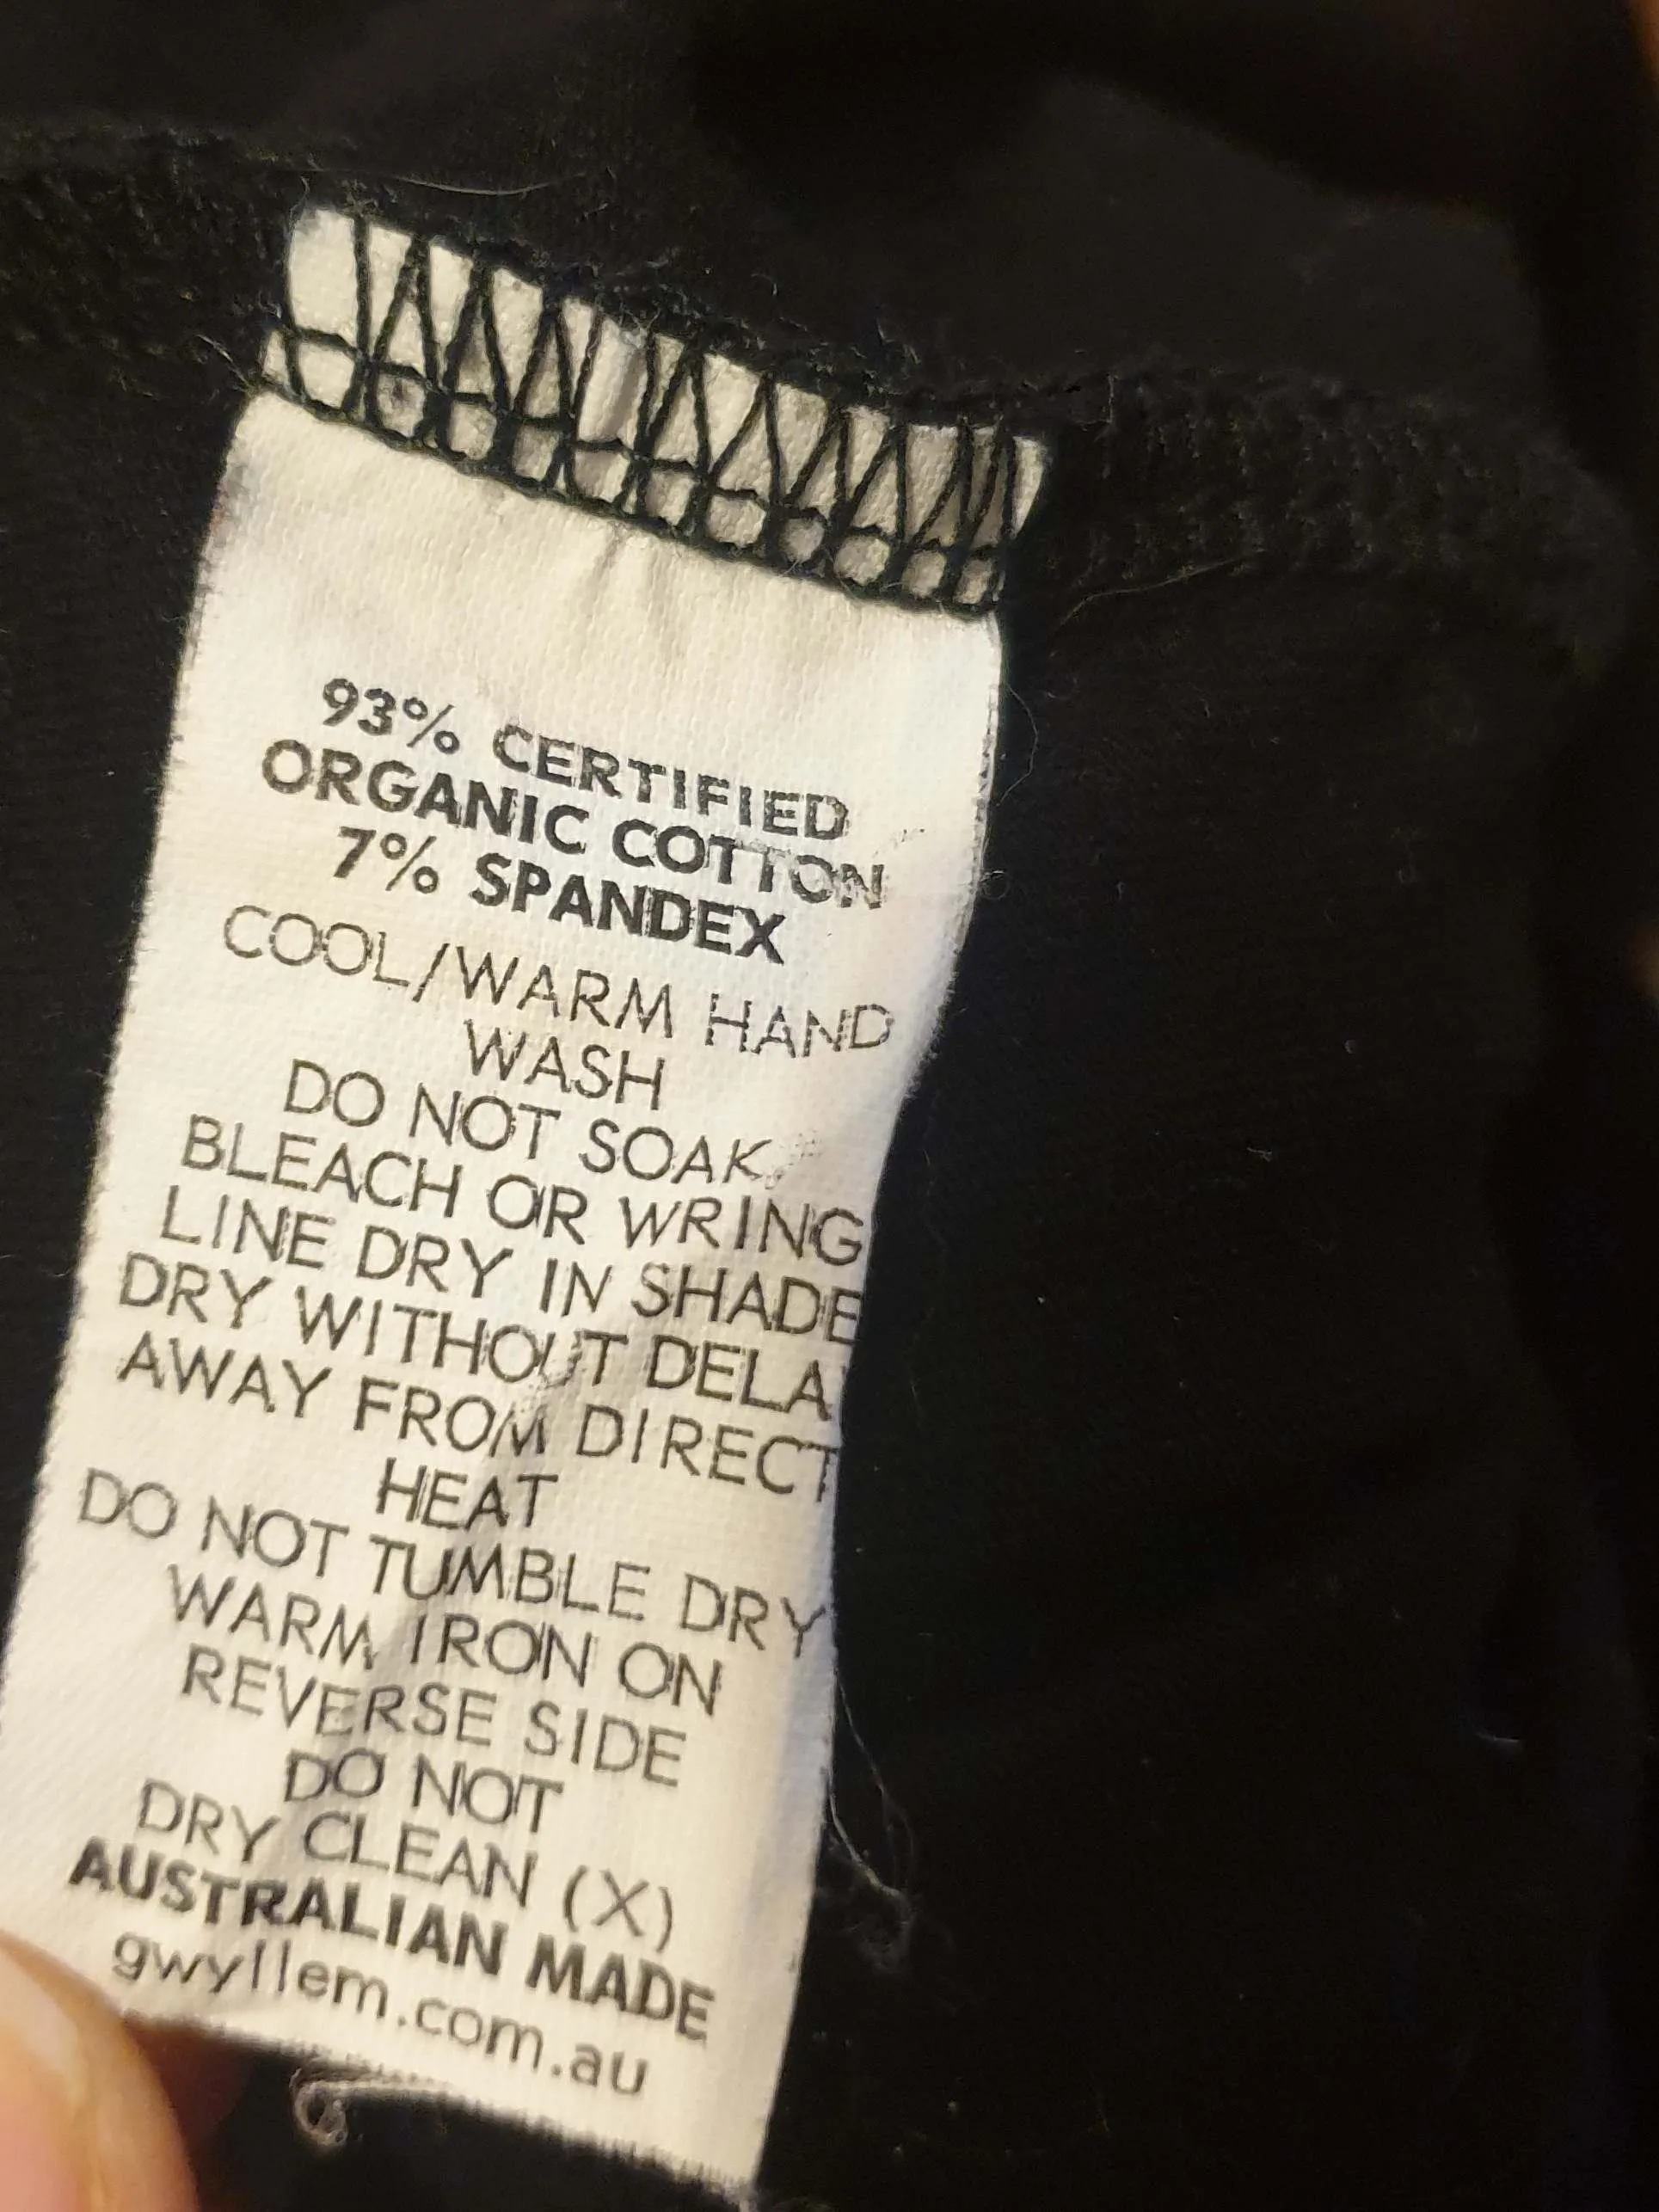 93% CERTIFIED
ORGANIC COTTON
7% SPANDEX
COOL/WARM HAND
WASH
DO NOT SOAK,
BLEACH OR WRING
LINE DRY IN SHADE
DRY WITHOUT DELA
AWAY FROM DIRECT
HEAT
DO NOT TUMBLE DRY
WARM IRON ON
REVERSE SIDE
DO NOT
DRY CLEAN (X)
AUSTRALIAN MADE
gwyllem.com.au